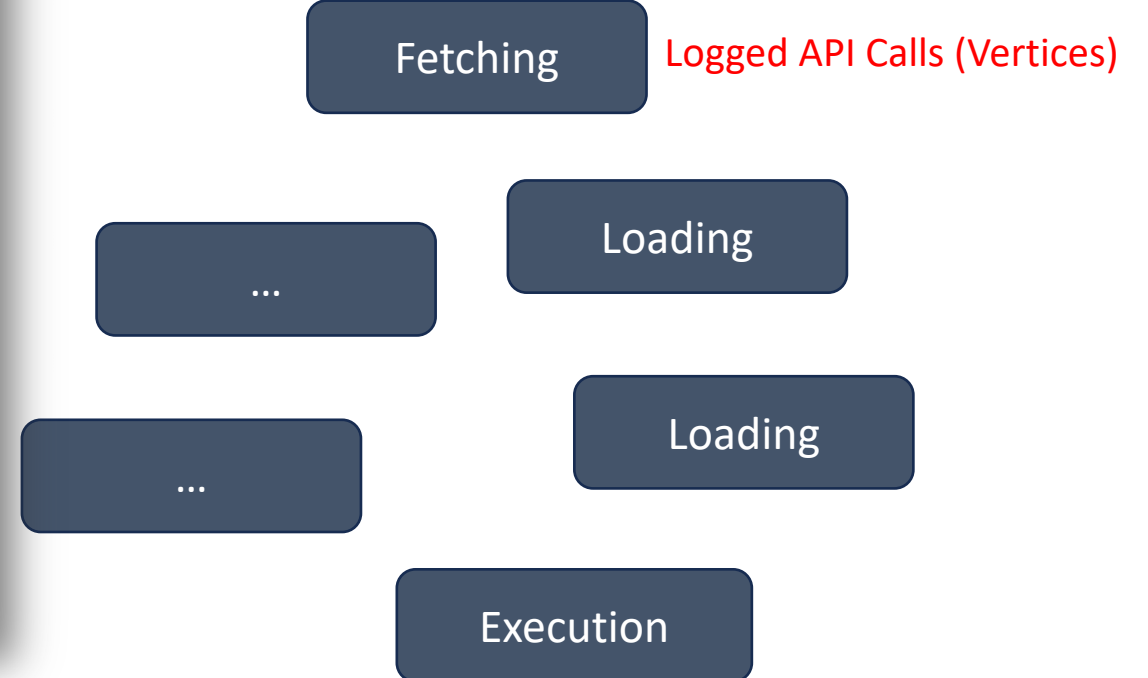 Fetching
Logged API Calls (Vertices)
Loading
...
Loading
...
Execution